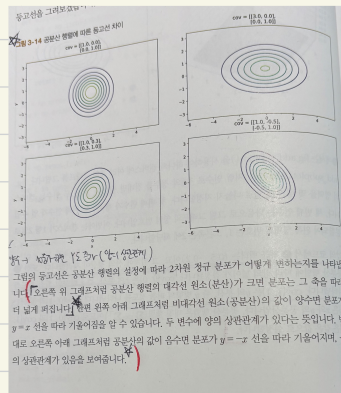 등고선을 그려보겠습
그림 3-14 공분산 행렬에 따른 등고선 차이
cov = [[1.0, 0.0],
[0.0, 1.0]]
cov = [[3.0, 0.0],
[0.0, 1.0]]
cov = [[1.0, 0.3],
[0.3, 1.0]]
cov = [[1.0, -0.5],
[-0.5, 1.0]]
그림의 등고선은 공분산 행렬의 설정에 따라 2차원 정규 분포가 어떻게 변하는지를 나타낸
니다. 오른쪽 위 그래프처럼 공분산 행렬의 대각선 원소(분산)가 크면 분포는 그 축을 따라
더 넓게 퍼집니다. 한편 왼쪽 아래 그래프처럼 비대각선 원소(공분산)의 값이 양수면 분포가
y = x 선을 따라 기울어짐을 알 수 있습니다. 두 변수에 양의 상관관계가 있다는 뜻입니다.
대로 오른쪽 아래 그래프처럼 공분산의 값이 음수면 분포가 y = -x 선을 따라 기울어지며,
의 상관관계가 있음을 보여줍니다.